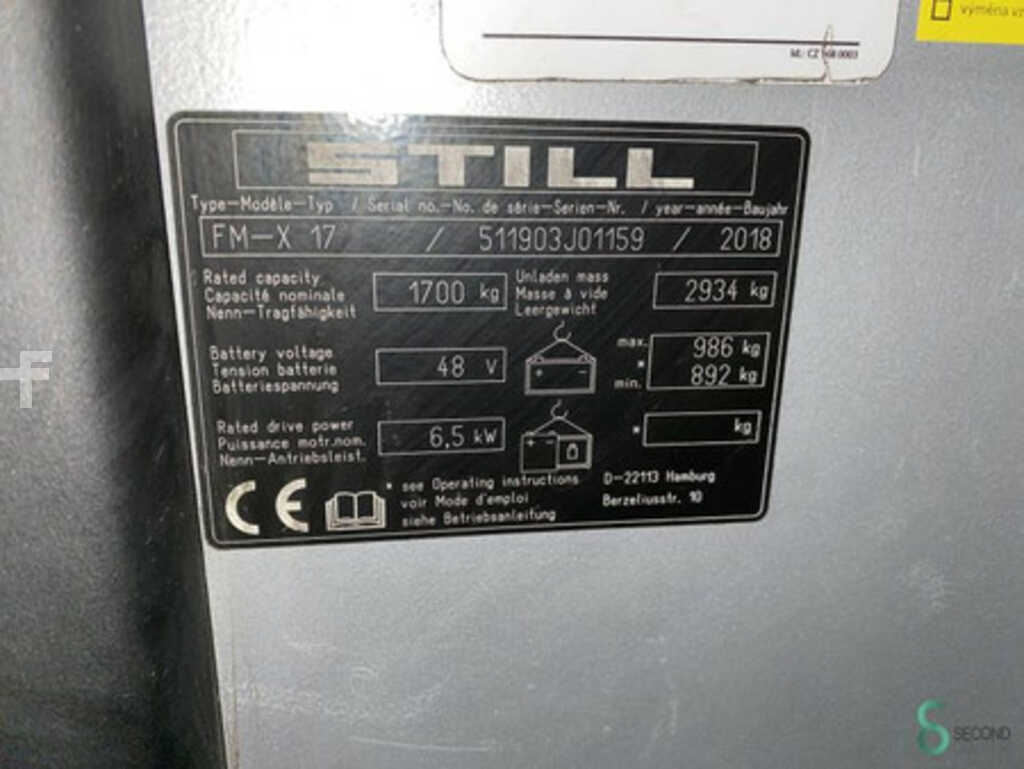 výměna
STILL
Type-Modèle-Typ / Serial no.-No. de série-Serien-Nr. / year-année-Baujahr
FM-X 17 / 511903J01159 / 2018
Rated capacity
Capacité nominale
Nenn-Tragfähigkeit
1700 kg
Unladen mass
Masse à vide
Leergewicht
2934 kg
Battery voltage
Tension batterie
Batteriespannung
48 V
+ -
max. 986 kg
*
min. 892 kg
Rated drive power
Puissance motr.nom.
Nenn-Antriebsleist.
6,5 kW
+ -
* kg
CE
* see Operating instructions
voir Mode d'emploi
siehe Betriebsanleitung
D-22113 Hamburg
Berzeliusstr. 10
SECOND